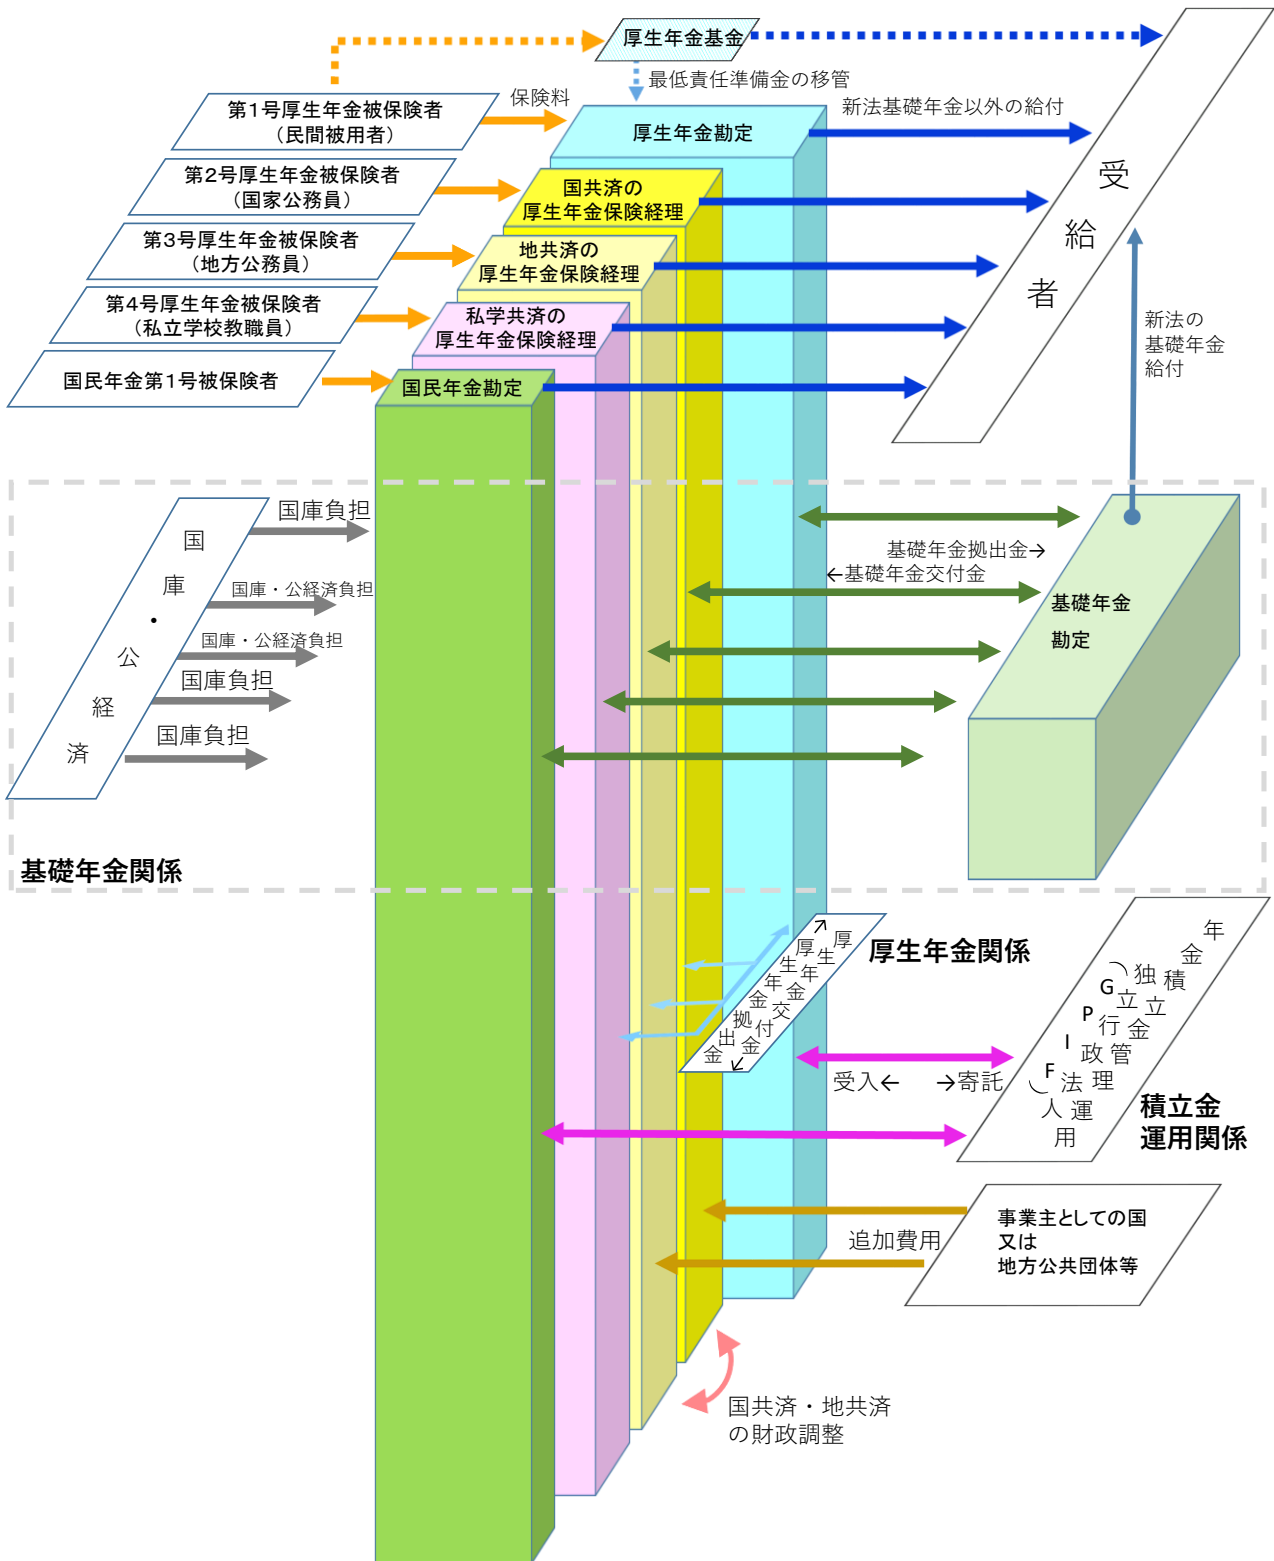 厚生年金基金
最低責任準備金の移管
第1号厚生年金被保険者
（民間被用者）
保険料
厚生年金勘定
新法基礎年金以外の給付
第2号厚生年金被保険者
（国家公務員）
国共済の
厚生年金保険経理
第3号厚生年金被保険者
（地方公務員）
地共済の
厚生年金保険経理
第4号厚生年金被保険者
（私立学校教職員）
私学共済の
厚生年金保険経理
国民年金第1号被保険者
国民年金勘定
受給者
新法の
基礎年金
給付
国庫・公経済
国庫負担
国庫・公経済負担
国庫・公経済負担
国庫負担
国庫負担
基礎年金拠出金→
←基礎年金交付金
基礎年金
勘定
基礎年金関係
厚生年金拠出金
厚生年金交付金
厚生年金関係
年金積立金管理運用
独立行政法人
（GPIF）
受入← →寄託
積立金
運用関係
追加費用
事業主としての国
又は
地方公共団体等
国共済・地共済
の財政調整